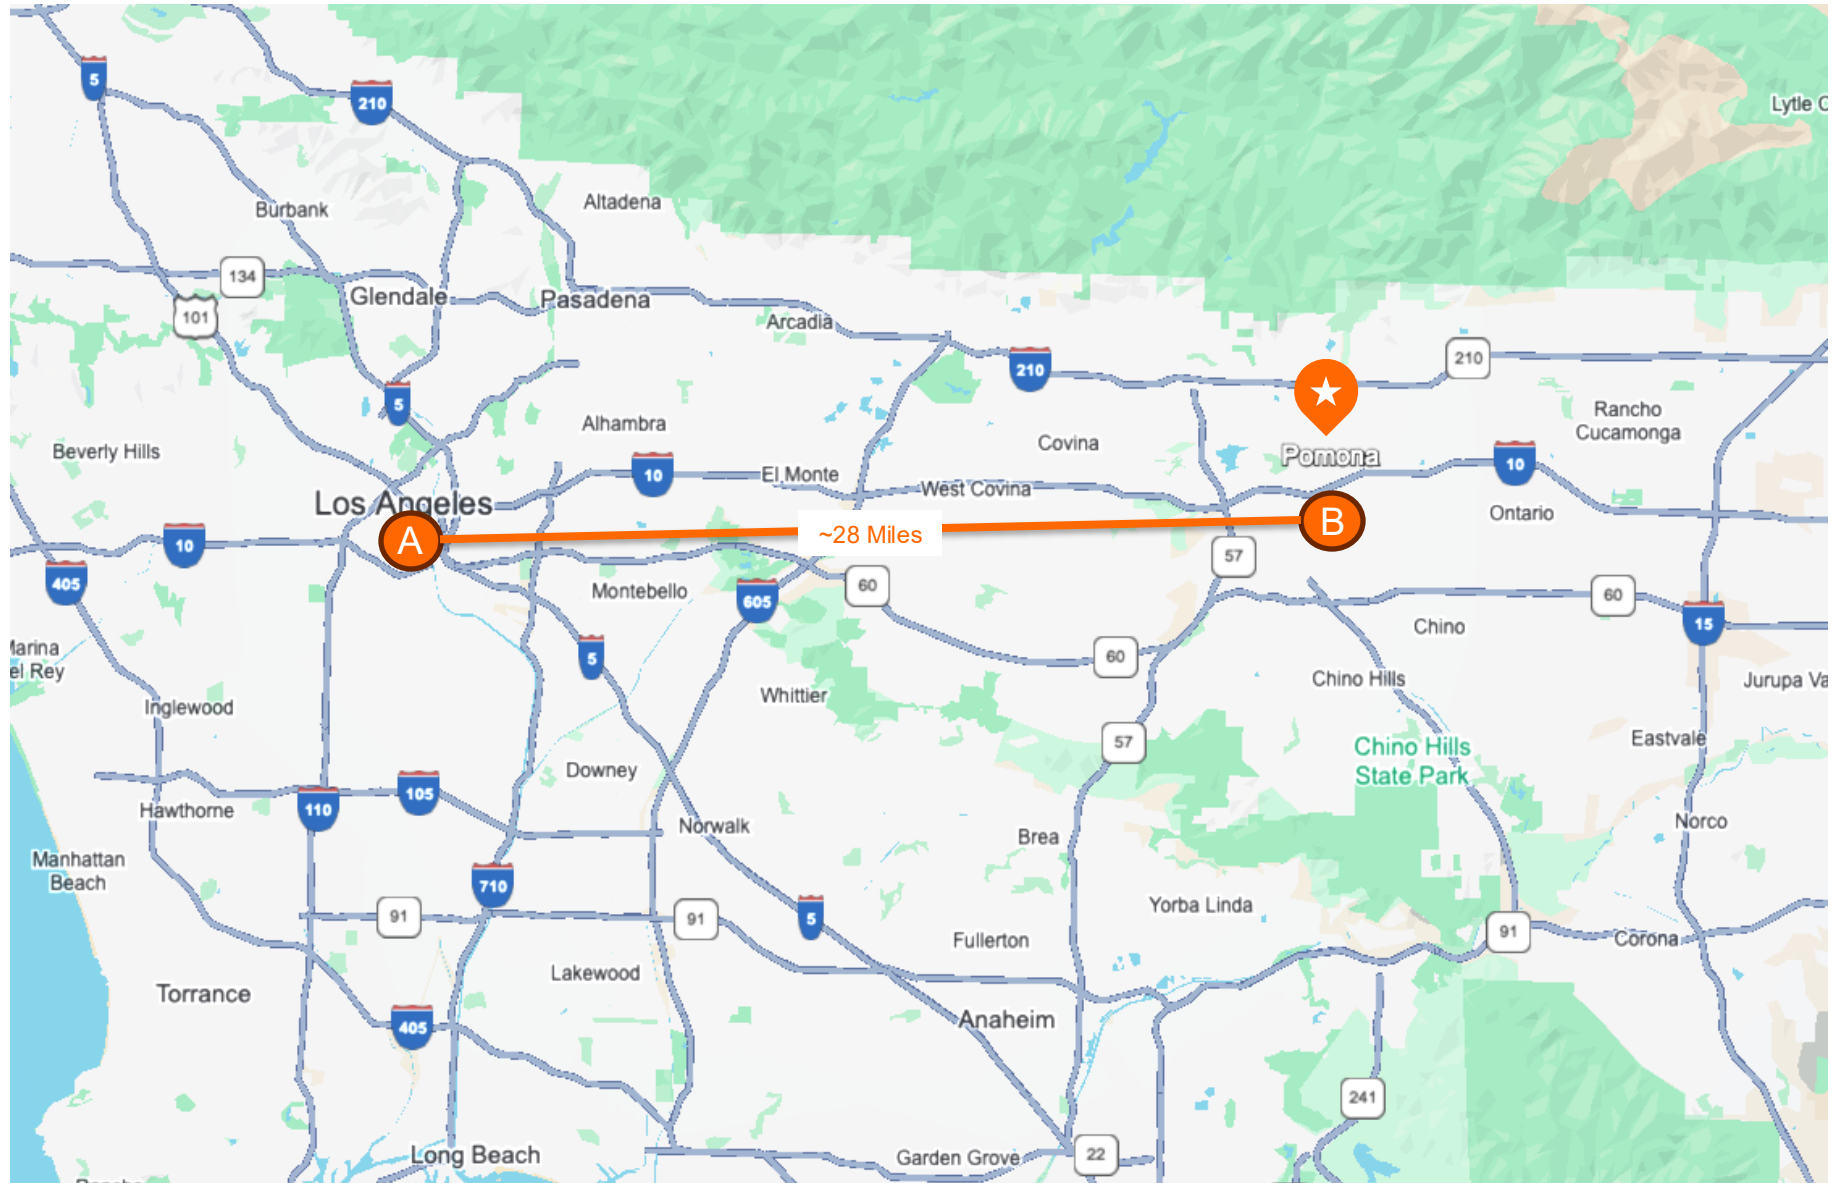 5
210
Lytle C
Burbank
Altadena
134
Glendale
Pasadena
101
Arcadia
210
210
5
Rancho
Cucamonga
Alhambra
Covina
Beverly Hills
Pomona
10
El Monte
10
West Covina
Los Angeles
Ontario
A
~28 Miles
B
10
57
405
Montebello
605
60
60
15
Chino
Marina
el Rey
5
60
Chino Hills
Jurupa Va
Whittier
Inglewood
57
Eastvale
Chino Hills
State Park
Downey
105
110
Hawthorne
Norwalk
Brea
Norco
Manhattan
Beach
710
Yorba Linda
91
91
5
91
Fullerton
Corona
Lakewood
Torrance
405
Anaheim
241
Long Beach
Garden Grove
22